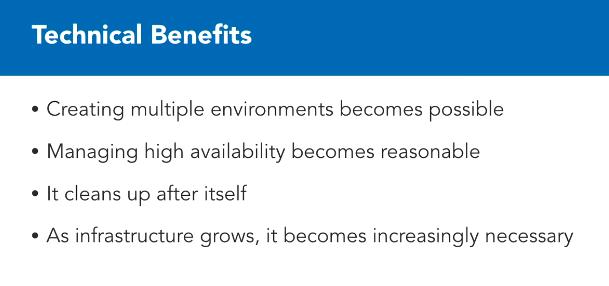 Technical Benefits
• Creating multiple environments becomes possible
• Managing high availability becomes reasonable
• It cleans up after itself
• As infrastructure grows, it becomes increasingly necessary